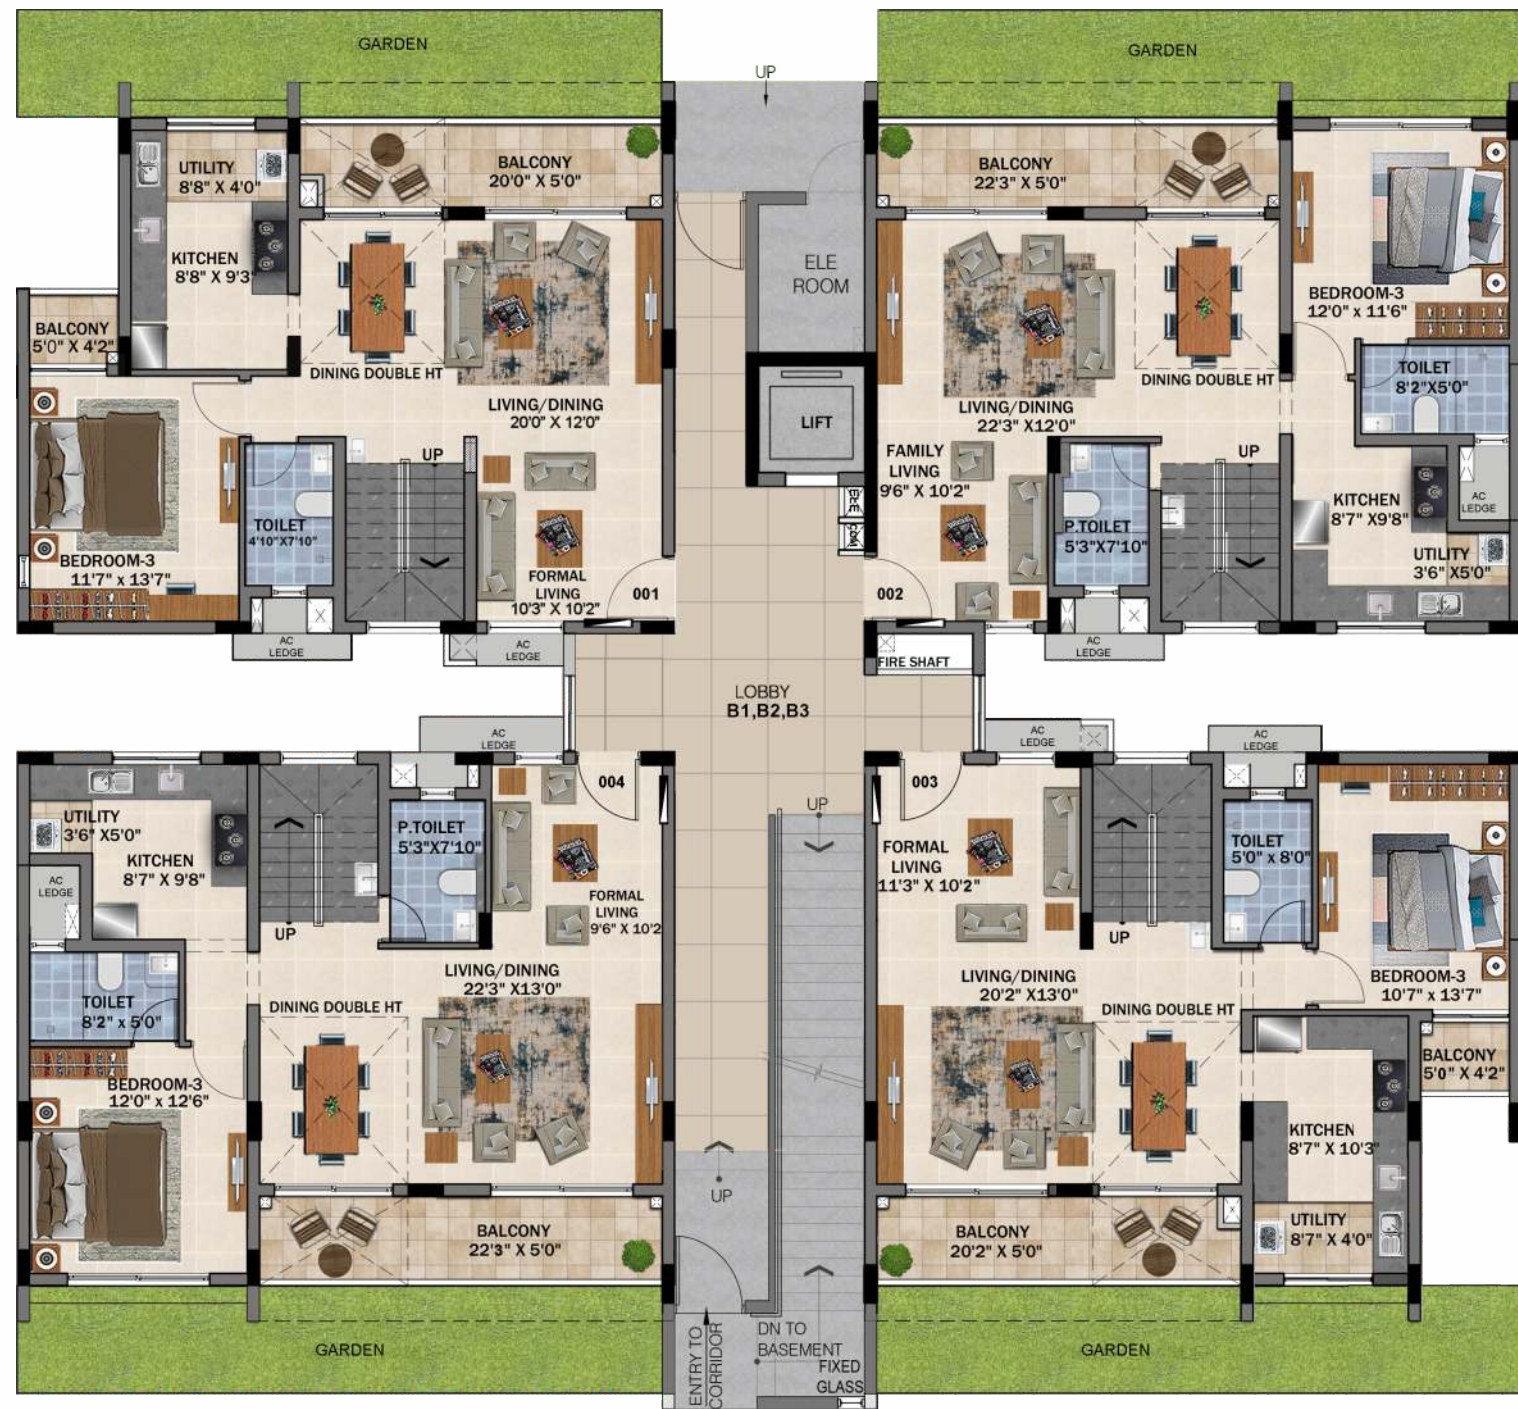 GARDEN
GARDEN
UP
UTILITY
8'8" X 4'0"
BALCONY
20'0" X 5'0"
BALCONY
22'3" X 5'0"
KITCHEN
8'8" X 9'3"
ELE
ROOM
BEDROOM-3
12'0" x 11'6"
BALCONY
5'0" X 4'2"
DINING DOUBLE HT
DINING DOUBLE HT
TOILET
8'2"X5'0"
LIVING/DINING
20'0" X 12'0"
LIFT
LIVING/DINING
22'3" X12'0"
UP
FAMILY
LIVING
9'6" X 10'2"
UP
KITCHEN
8'7" X9'8"
AC
LEDGE
ELE
COM
TOILET
4'10"X7'10"
P.TOILET
5'3"X7'10"
UTILITY
3'6" X5'0"
BEDROOM-3
11'7" x 13'7"
FORMAL
LIVING
10'3" X 10'2"
001
002
AC
LEDGE
AC
LEDGE
FIRE SHAFT
AC
LEDGE
LOBBY
B1,B2,B3
AC
LEDGE
AC
LEDGE
AC
LEDGE
004
003
UTILITY
3'6" X5'0"
P.TOILET
5'3"X7'10"
UP
KITCHEN
8'7" X 9'8"
FORMAL
LIVING
9'6" X 10'2
FORMAL
LIVING
11'3" X 10'2"
TOILET
5'0" x 8'0"
AC
LEDGE
UP
UP
LIVING/DINING
22'3" X13'0"
LIVING/DINING
20'2" X13'0"
BEDROOM-3
10'7" x 13'7"
TOILET
8'2" x 5'0"
DINING DOUBLE HT
DINING DOUBLE HT
BALCONY
5'0" X 4'2"
BEDROOM-3
12'0" x 12'6"
KITCHEN
8'7" X 10'3"
UP
BALCONY
22'3" X 5'0"
BALCONY
20'2" X 5'0"
UTILITY
8'7" X 4'0"
GARDEN
ENTRY TO
CORRIDOR
DN TO
BASEMENT
FIXED
GLASS
GARDEN